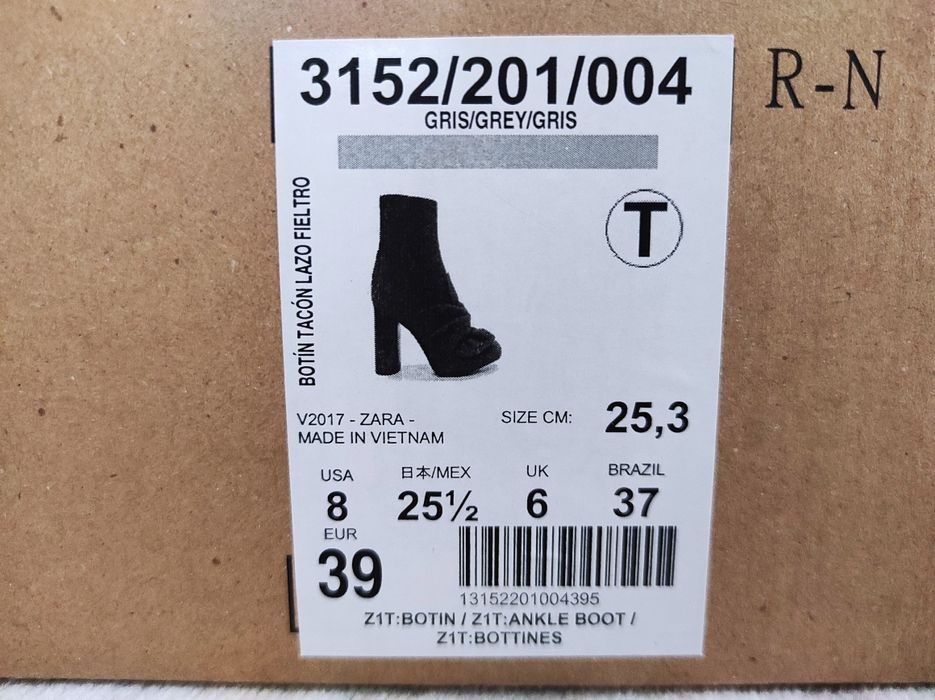 3152/201/004
R-N
GRIS/GREY/GRIS
T
BOTÍN TACÓN LAZO FIELTRO
V2017 - ZARA -
MADE IN VIETNAM
SIZE CM: 25,3
USA 日本/MEX UK BRAZIL
8 25½ 6 37
EUR
39
13152201004395
Z1T:BOTIN / Z1T:ANKLE BOOT /
Z1T:BOTTINES